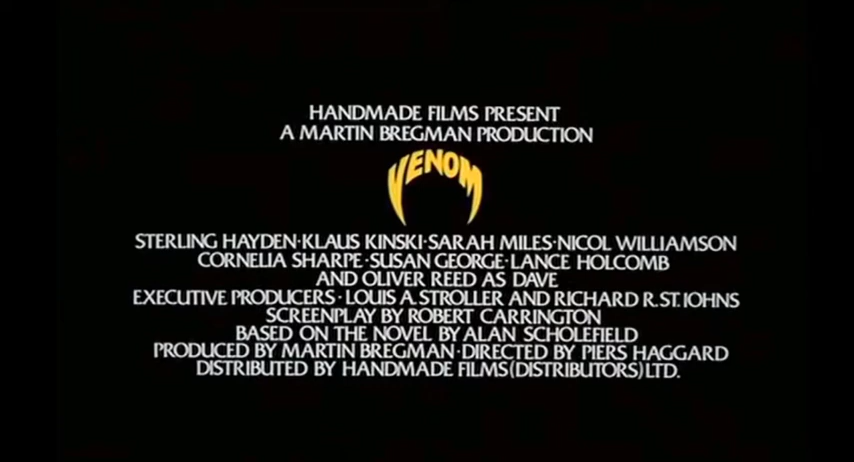 HANDMADE FILMS PRESENT
A MARTIN BREGMAN PRODUCTION
VENOM
STERLING HAYDEN·KLAUS KINSKI·SARAH MILES·NICOL WILLIAMSON
CORNELIA SHARPE·SUSAN GEORGE·LANCE HOLCOMB
AND OLIVER REED AS DAVE
EXECUTIVE PRODUCERS·LOUIS A.STROLLER AND RICHARD R.ST.JOHNS
SCREENPLAY BY ROBERT CARRINGTON
BASED ON THE NOVEL BY ALAN SCHOLEFIELD
PRODUCED BY MARTIN BREGMAN·DIRECTED BY PIERS HAGGARD
DISTRIBUTED BY HANDMADE FILMS(DISTRIBUTORS)LTD.